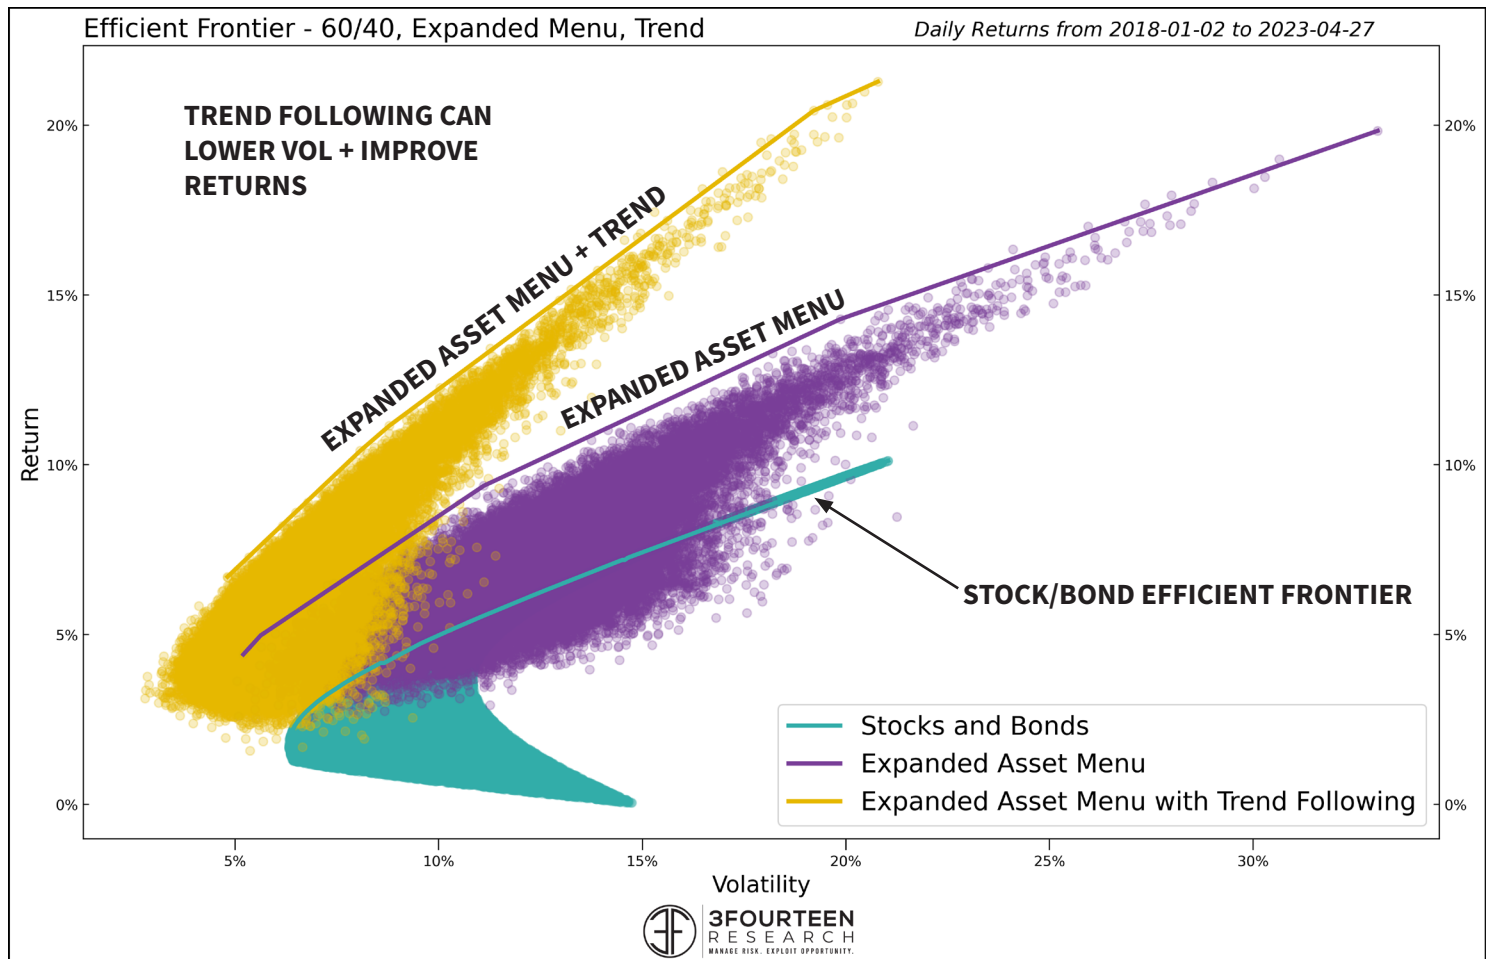 Efficient Frontier - 60/40, Expanded Menu, Trend
Daily Returns from 2018-01-02 to 2023-04-27
TREND FOLLOWING CAN
LOWER VOL + IMPROVE
RETURNS
EXPANDED ASSET MENU + TREND
EXPANDED ASSET MENU
STOCK/BOND EFFICIENT FRONTIER
Return
20%
15%
10%
5%
0%
20%
15%
10%
5%
0%
Stocks and Bonds
Expanded Asset Menu
Expanded Asset Menu with Trend Following
5%
10%
15%
20%
25%
30%
Volatility
3FOURTEEN
RESEARCH
MANAGE RISK. EXPLOIT OPPORTUNITY.